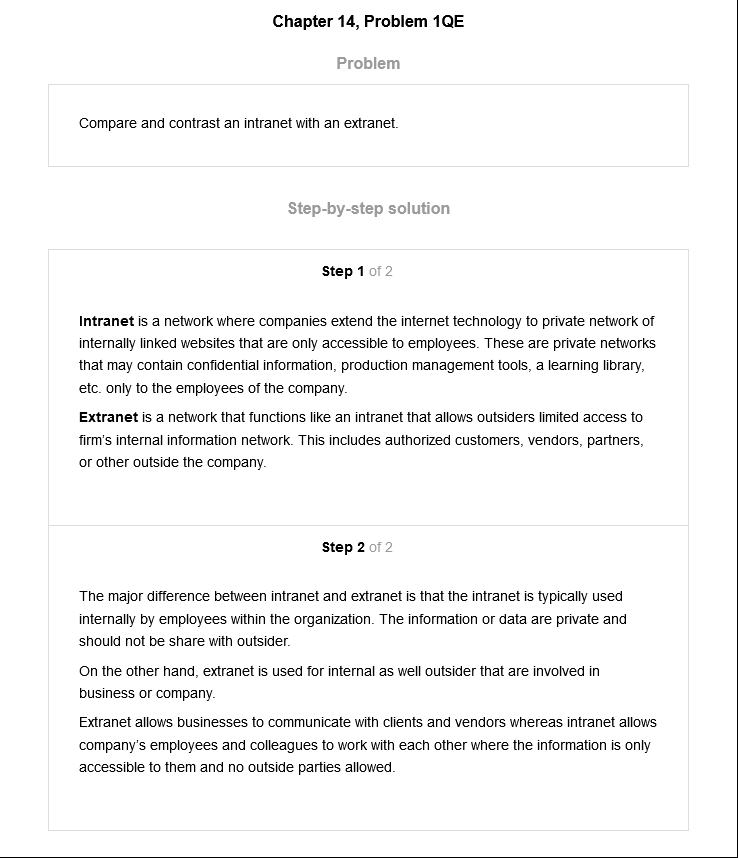 Chapter 14, Problem 1QE
Problem
Compare and contrast an intranet with an extranet.
Step-by-step solution
Step 1 of 2
Intranet is a network where companies extend the internet technology to private network of
internally linked websites that are only accessible to employees. These are private networks
that may contain confidential information, production management tools, a learning library,
etc. only to the employees of the company.
Extranet is a network that functions like an intranet that allows outsiders limited access to
firm's internal information network. This includes authorized customers, vendors, partners,
or other outside the company.
Step 2 of 2
The major difference between intranet and extranet is that the intranet is typically used
internally by employees within the organization. The information or data are private and
should not be share with outsider.
On the other hand, extranet is used for internal as well outsider that are involved in
business or company.
Extranet allows businesses to communicate with clients and vendors whereas intranet allows
company's employees and colleagues to work with each other where the information is only
accessible to them and no outside parties allowed.